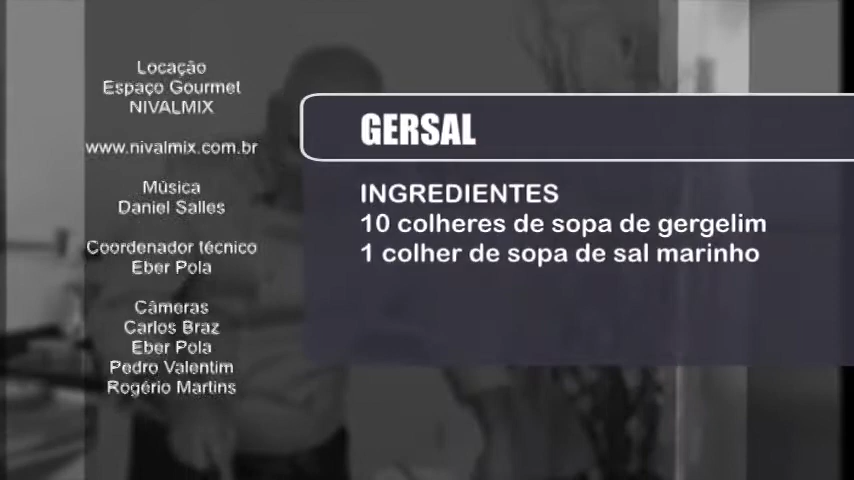 Locação
Espaço Gourmet
NIVALMIX
www.nivalmix.com.br
Música
Daniel Salles
Coordenador técnico
Eber Pola
Câmeras
Carlos Braz
Eber Pola
Pedro Valentim
Rogério Martins
GERSAL
INGREDIENTES
10 colheres de sopa de gergelim
1 colher de sopa de sal marinho